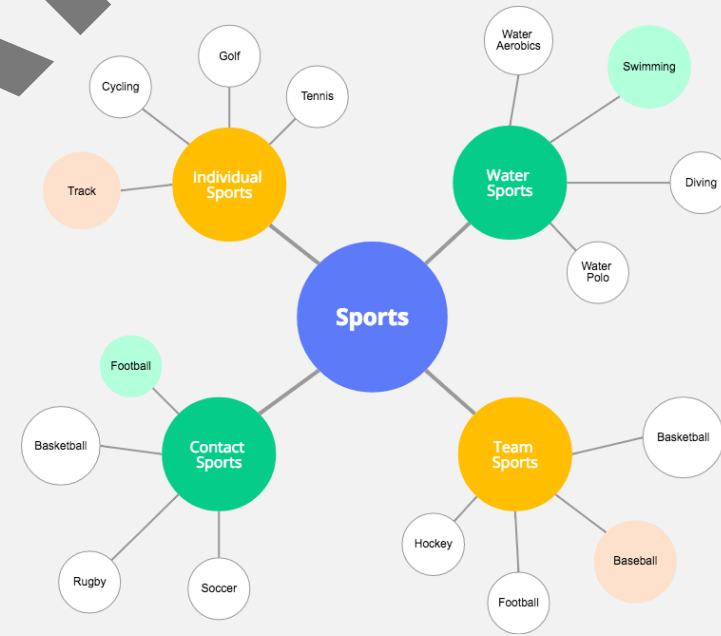 Water
Aerobics
Golf
Swimming
Cycling
Tennis
Individual
Sports
Water
Sports
Track
Diving
Water
Polo
Sports
Football
Basketball
Contact
Sports
Team
Sports
Basketball
Hockey
Baseball
Rugby
Soccer
Football